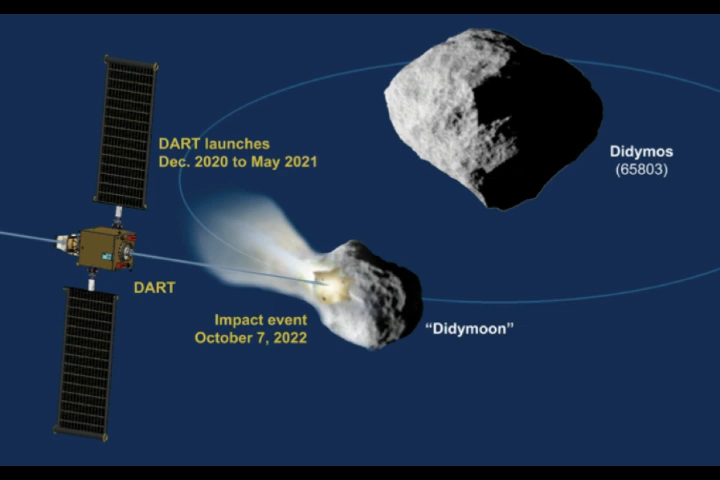 DART launches
Dec. 2020 to May 2021
Didymos
(65803)
DART
Impact event
October 7, 2022
“Didymoon”